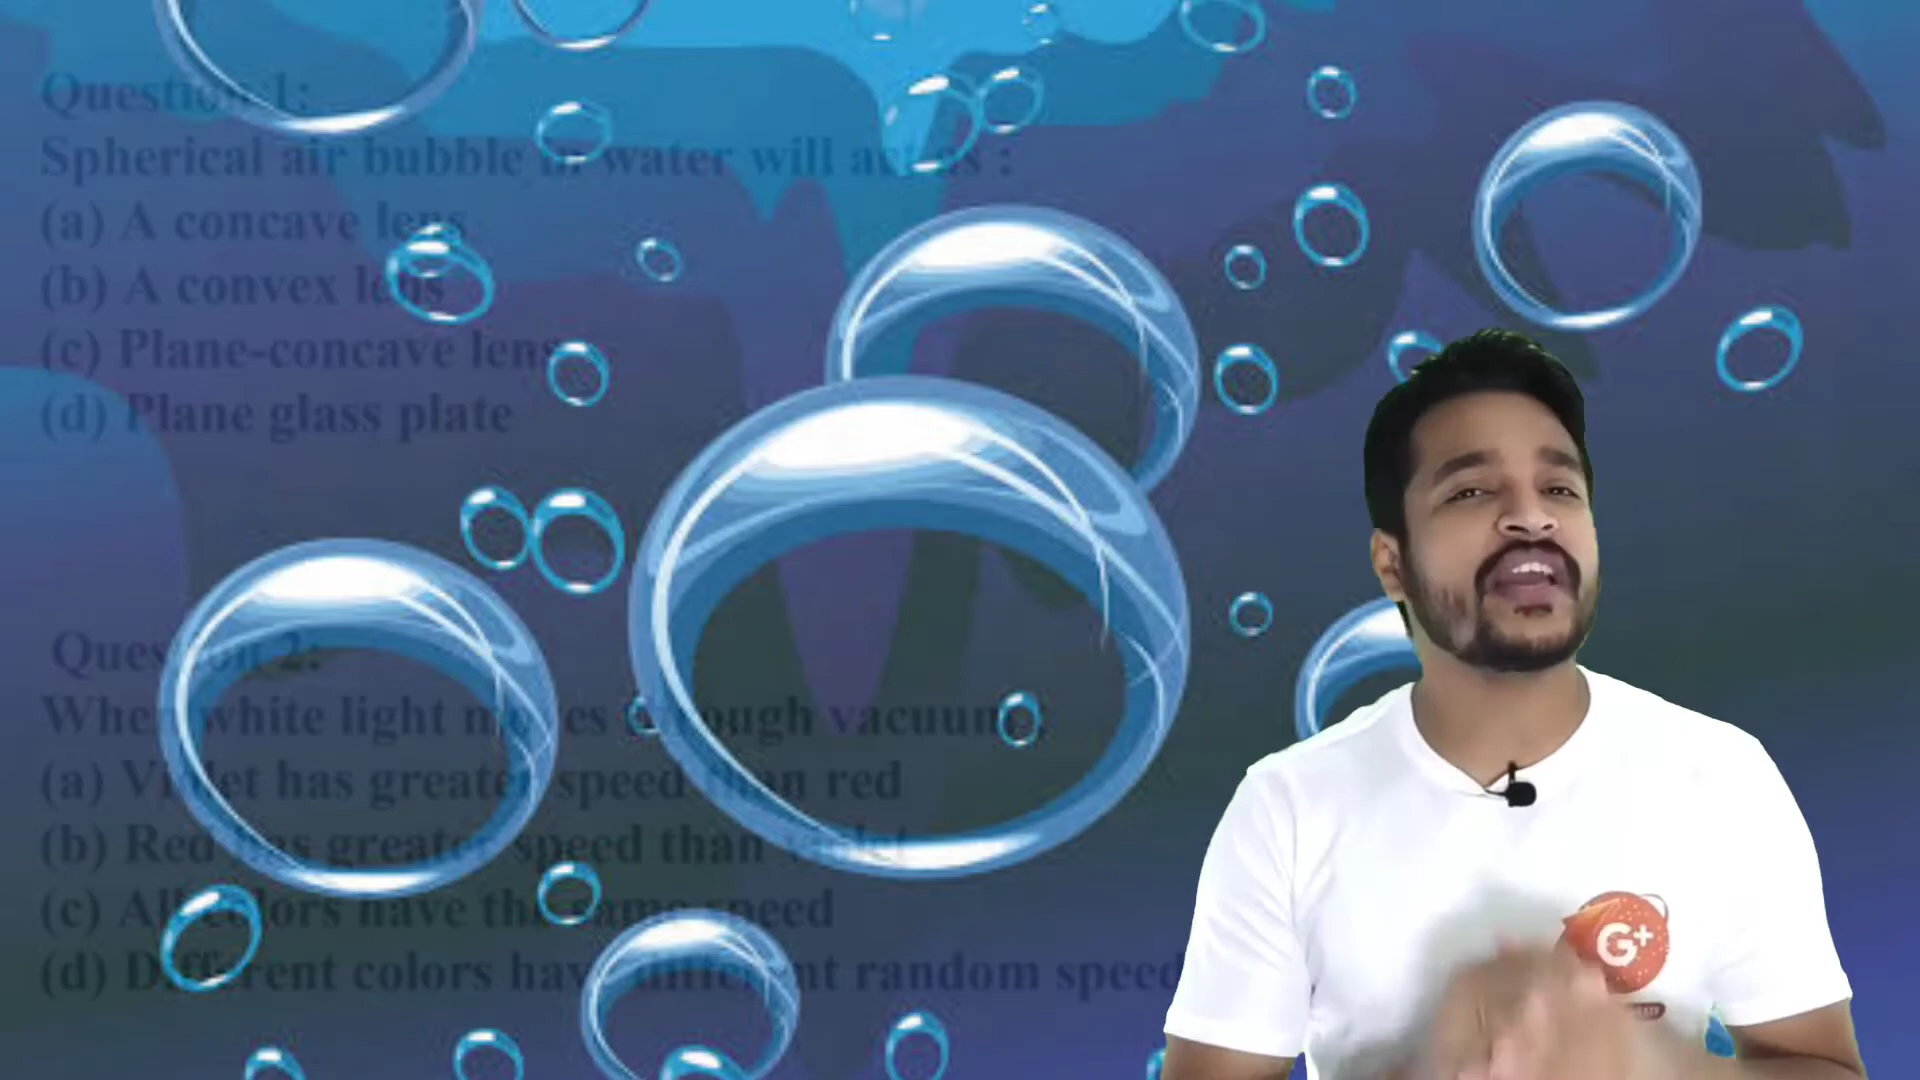 Question 1:
Spherical air bubble in water will act as :
(a) A concave lens
(b) A convex lens
(c) Plane-concave lens
(d) Plane glass plate
Question 2:
When white light moves through vacuum,
(a) Violet has greater speed than red
(b) Red has greater speed than violet
(c) All colors have the same speed
(d) Different colors have different random speed
G+